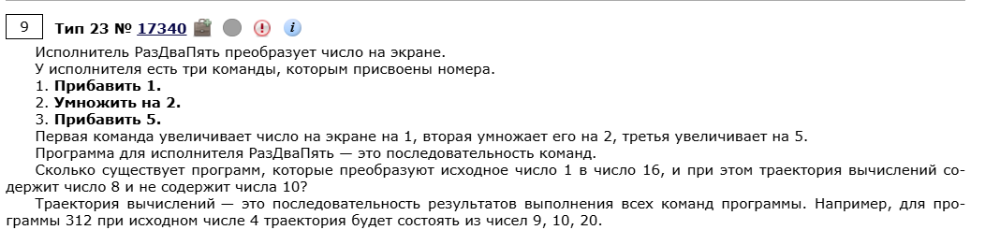 9 Тип 23 № 17340
Исполнитель РазДваПять преобразует число на экране.
У исполнителя есть три команды, которым присвоены номера.
1. Прибавить 1.
2. Умножить на 2.
3. Прибавить 5.
Первая команда увеличивает число на экране на 1, вторая умножает его на 2, третья увеличивает на 5.
Программа для исполнителя РазДваПять — это последовательность команд.
Сколько существует программ, которые преобразуют исходное число 1 в число 16, и при этом траектория вычислений со-
держит число 8 и не содержит числа 10?
Траектория вычислений — это последовательность результатов выполнения всех команд программы. Например, для про-
граммы 312 при исходном числе 4 траектория будет состоять из чисел 9, 10, 20.